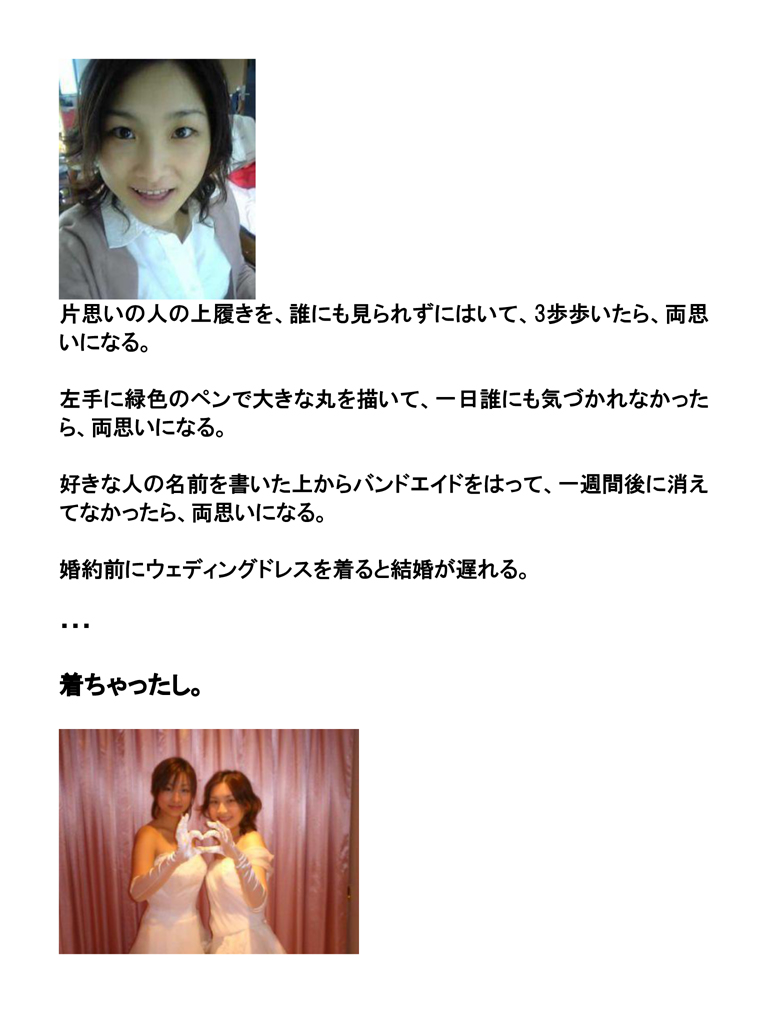 片思いの人の上履きを、誰にも見られずにはいて、3歩歩いたら、両思
いになる。
左手に緑色のペンで大きな丸を描いて、一日誰にも気づかれなかった
ら、両思いになる。
好きな人の名前を書いた上からバンドエイドをはって、一週間後に消え
てなかったら、両思いになる。
婚約前にウェディングドレスを着ると結婚が遅れる。
・・・
着ちゃったし。